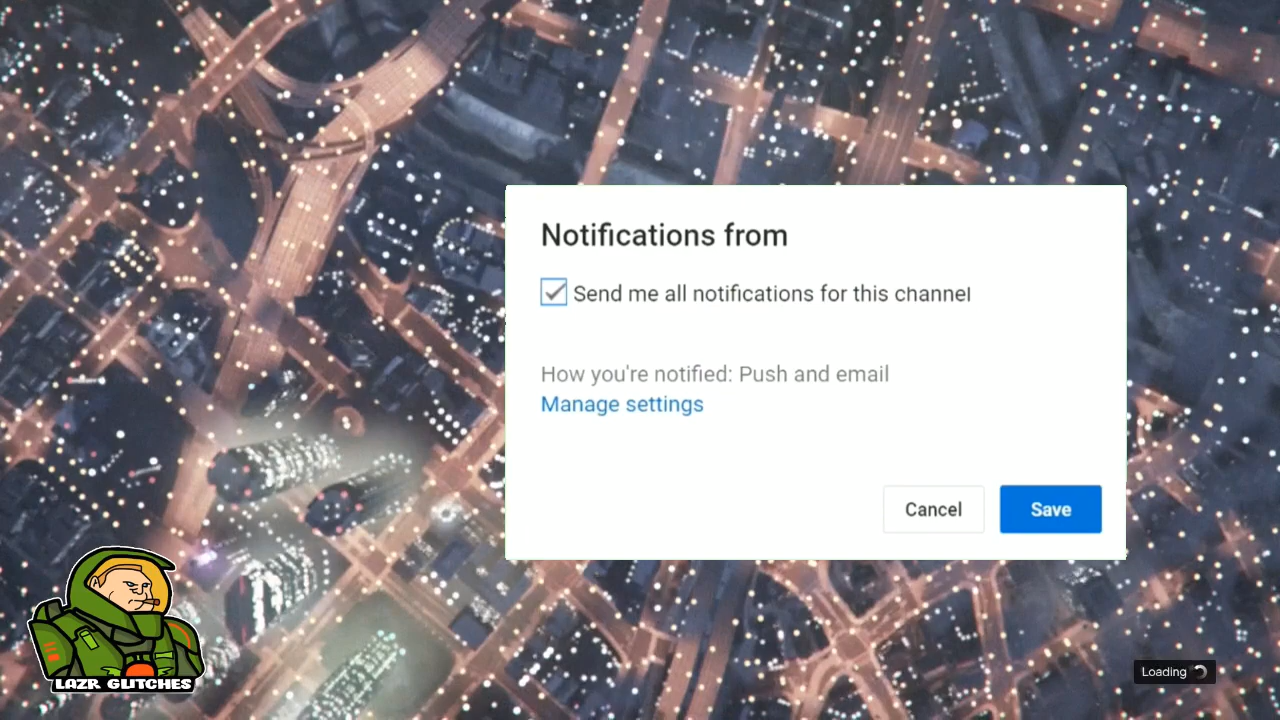 Notifications from
Send me all notifications for this channel
How you're notified: Push and email
Manage settings
Cancel
Save
LAZR GLITCHES
Loading